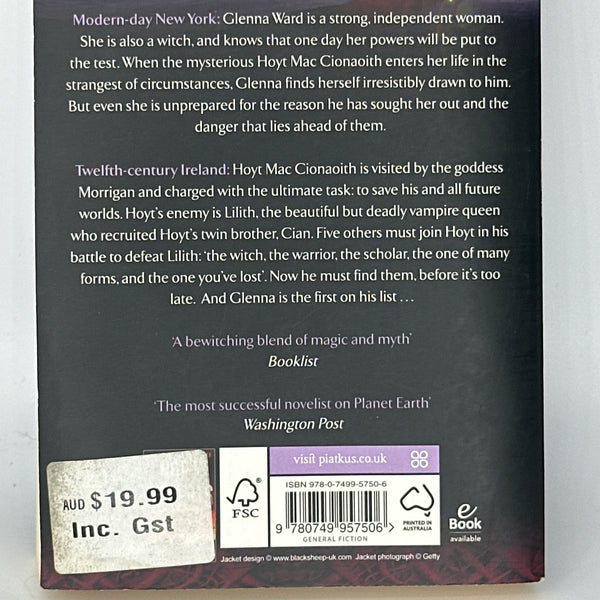 Modern-day New York: Glenna Ward is a strong, independent woman.
She is also a witch, and knows that one day her powers will be put to
the test. When the mysterious Hoyt Mac Cionaoith enters her life in the
strangest of circumstances, Glenna finds herself irresistibly drawn to him.
But even she is unprepared for the reason he has sought her out and the
danger that lies ahead of them.
Twelfth-century Ireland: Hoyt Mac Cionaoith is visited by the goddess
Morrigan and charged with the ultimate task: to save his and all future
worlds. Hoyt's enemy is Lilith, the beautiful but deadly vampire queen
who recruited Hoyt's twin brother, Cian. Five others must join Hoyt in his
battle to defeat Lilith: 'the witch, the warrior, the scholar, the one of many
forms, and the one you've lost'. Now he must find them, before it's too
late. And Glenna is the first on his list ...
'A bewitching blend of magic and myth'
Booklist
'The most successful novelist on Planet Earth'
Washington Post
AUD $19.99
Inc. Gst
FSC
®
visit piatkus.co.uk
ISBN 978-0-7499-5750-6
9 780749 957506 >
GENERAL FICTION
PRINTED IN
AUSTRALIA
e
Book
available
Jacket design © www.blacksheep-uk.com Jacket photograph © Getty